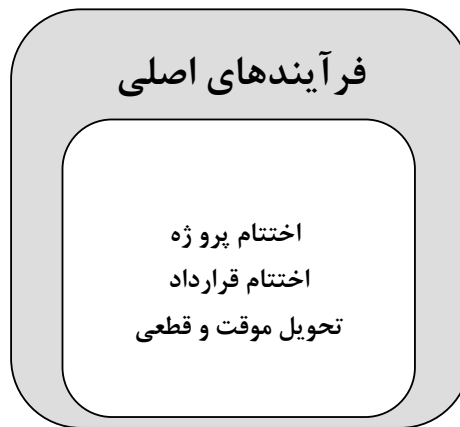 فرآیندهای اصلی
اختتام پروژه
اختتام قرارداد
تحویل موقت و قطعی